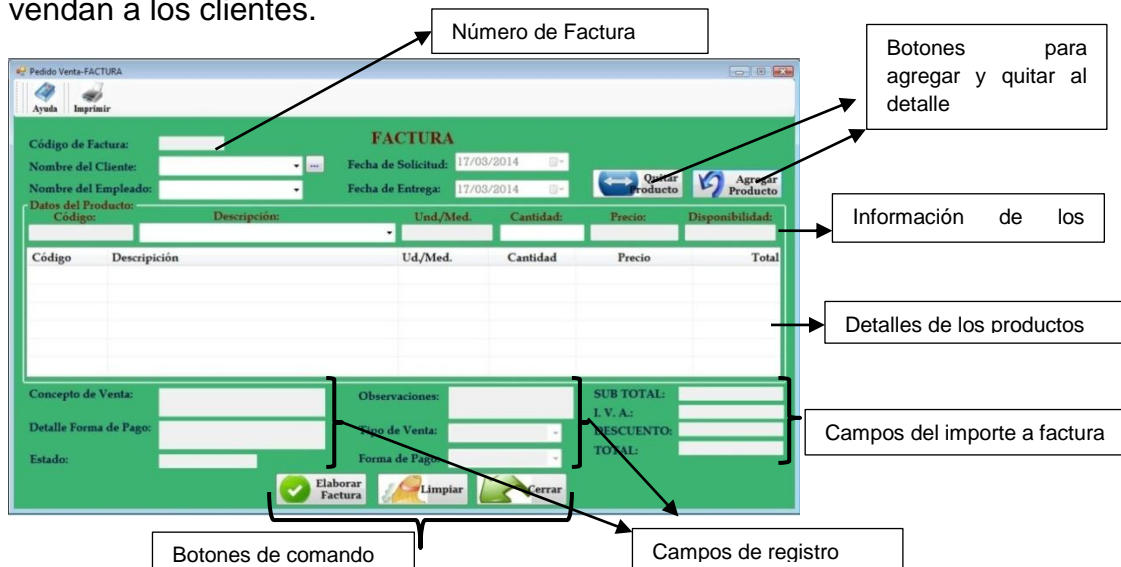 vendan a los clientes.
Número de Factura
Botones para
agregar y quitar al
detalle
Pedido Venta-FACTURA
Ayuda Imprimir
FACTURA
Código de Factura:
Nombre del Cliente: ...
Fecha de Solicitud: 17/03/2014
Nombre del Empleado:
Fecha de Entrega: 17/03/2014
Quitar
Producto
Agregar
Producto
Datos del Producto:
Código: Descripción: Und./Med. Cantidad: Precio: Disponibilidad:
Información de los
Código Descripición Ud./Med. Cantidad Precio Total
Detalles de los productos
Concepto de Venta:
Observaciones:
SUB TOTAL:
I. V. A.:
Detalle Forma de Pago:
Tipo de Venta:
DESCUENTO:
TOTAL:
Campos del importe a factura
Estado:
Forma de Pago:
Elaborar
Factura
Limpiar
Cerrar
Botones de comando
Campos de registro